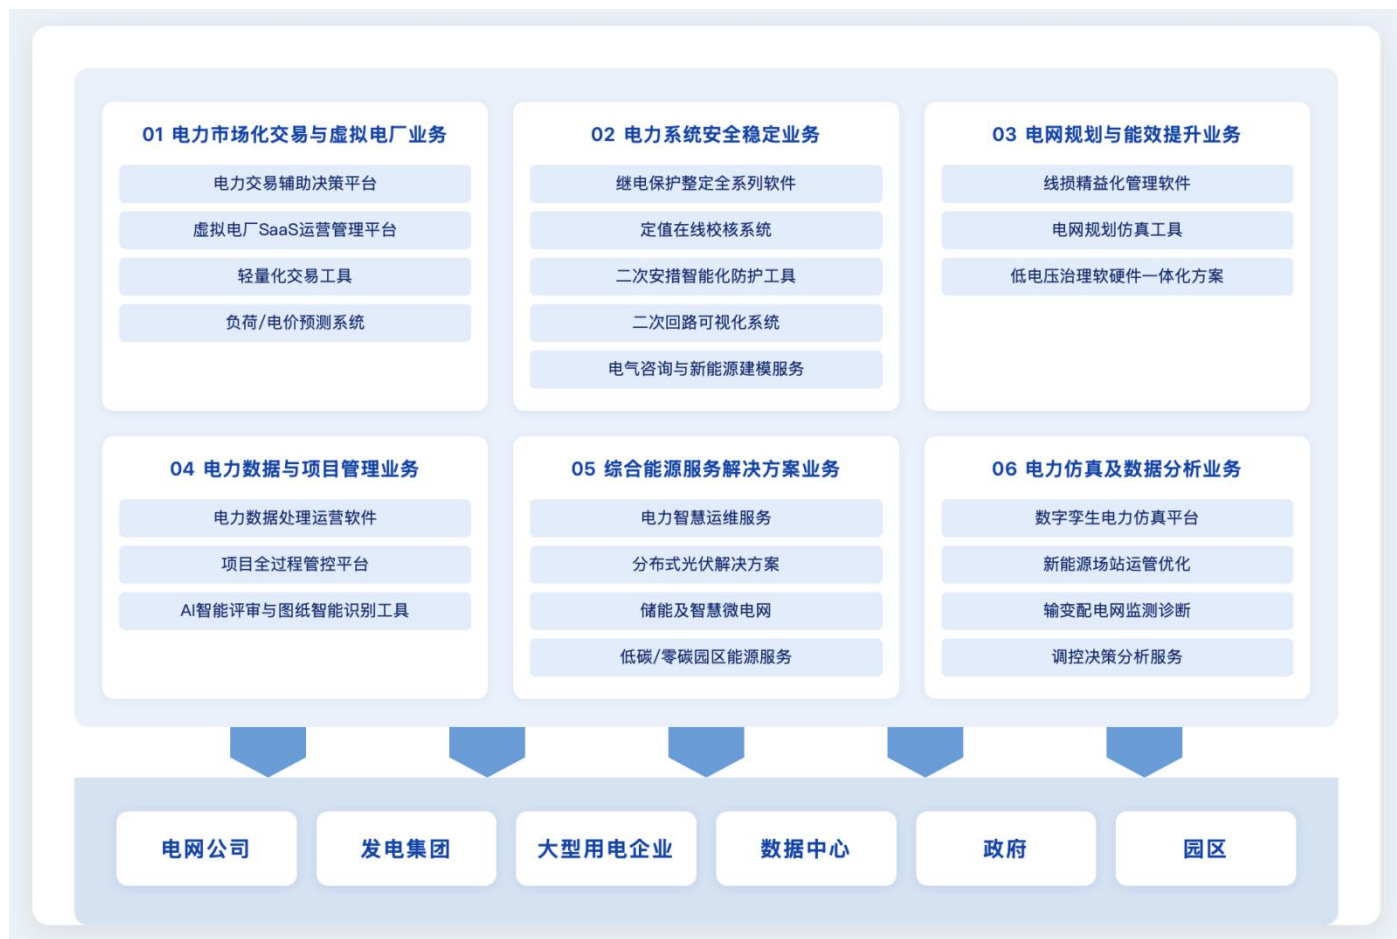 01 电力市场化交易与虚拟电厂业务
电力交易辅助决策平台
虚拟电厂SaaS运营管理平台
轻量化交易工具
负荷/电价预测系统
02 电力系统安全稳定业务
继电保护整定全系列软件
定值在线校核系统
二次安措智能化防护工具
二次回路可视化系统
电气咨询与新能源建模服务
03 电网规划与能效提升业务
线损精益化管理软件
电网规划仿真工具
低电压治理软硬件一体化方案
04 电力数据与项目管理业务
电力数据处理运营软件
项目全过程管控平台
AI智能评审与图纸智能识别工具
05 综合能源服务解决方案业务
电力智慧运维服务
分布式光伏解决方案
储能及智慧微电网
低碳/零碳园区能源服务
06 电力仿真及数据分析业务
数字孪生电力仿真平台
新能源场站运管优化
输变配电网监测诊断
调控决策分析服务
电网公司
发电集团
大型用电企业
数据中心
政府
园区